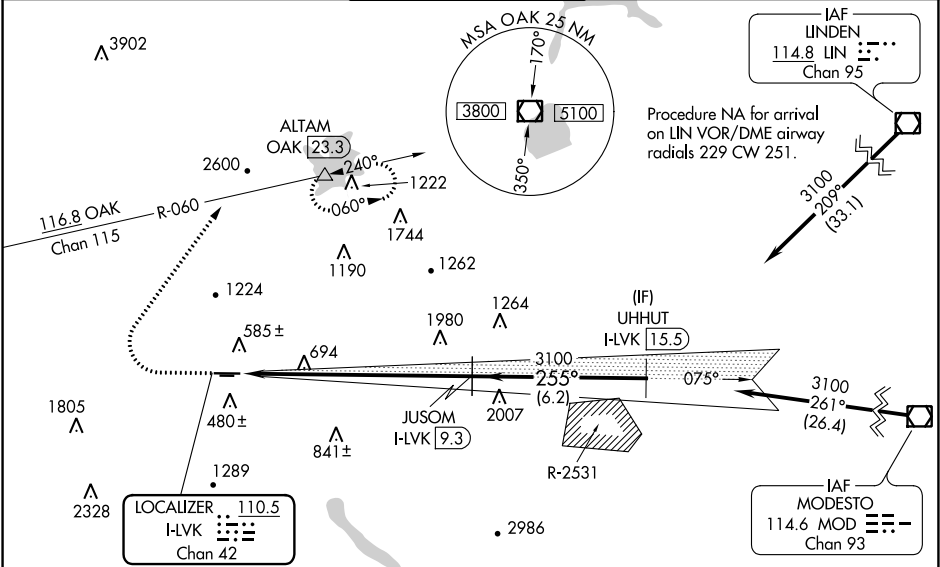 3902
MSA OAK 25 NM
170°
3800
5100
350°
IAF
LINDEN
114.8 LIN
Chan 95
Procedure NA for arrival
on LIN VOR/DME airway
radials 229 CW 251.
3100
209°
(33.1)
ALTAM
OAK 23.3
2600
240°
1222
060°
116.8 OAK
R-060
Chan 115
1744
1190
1262
1224
1264
(IF)
UHHUT
I-LVK 15.5
585±
1980
694
3100
255°
(6.2)
075°
3100
261°
(26.4)
JUSOM
I-LVK 9.3
2007
1805
480±
841±
R-2531
1289
2328
LOCALIZER 110.5
I-LVK
Chan 42
2986
IAF
MODESTO
114.6 MOD
Chan 93